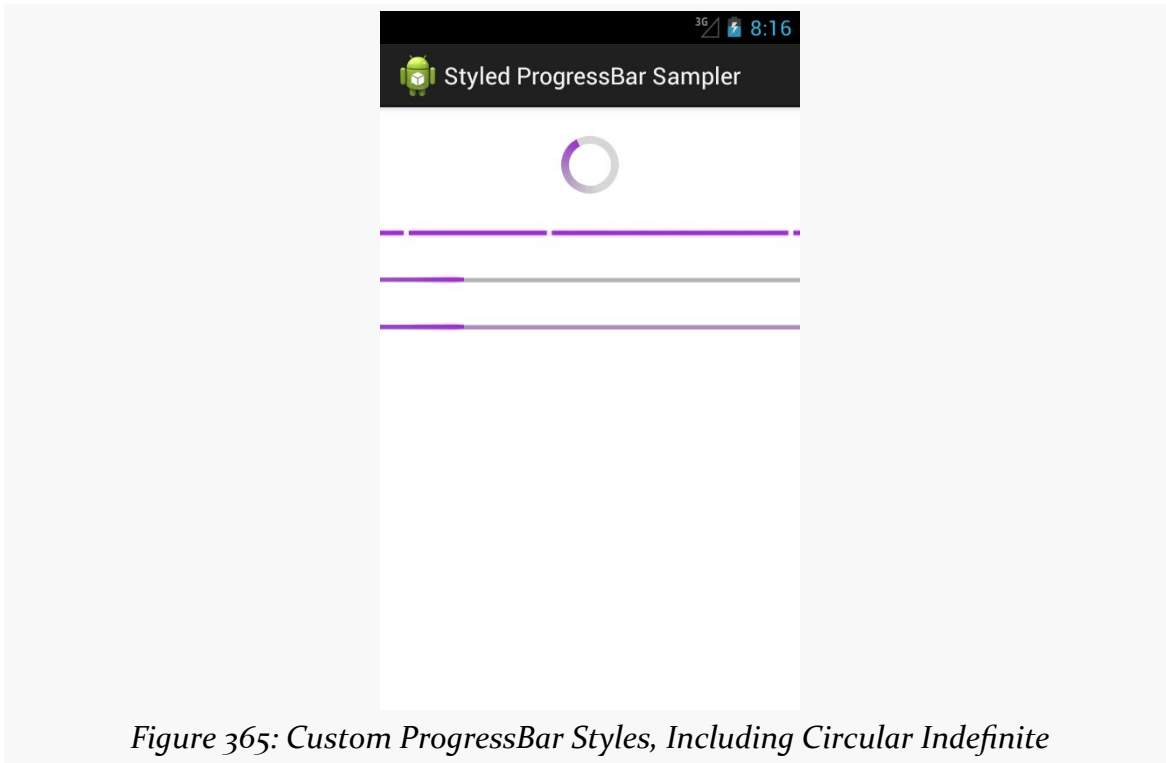 3G 8:16
Styled ProgressBar Sampler
Figure 365: Custom ProgressBar Styles, Including Circular Indefinite